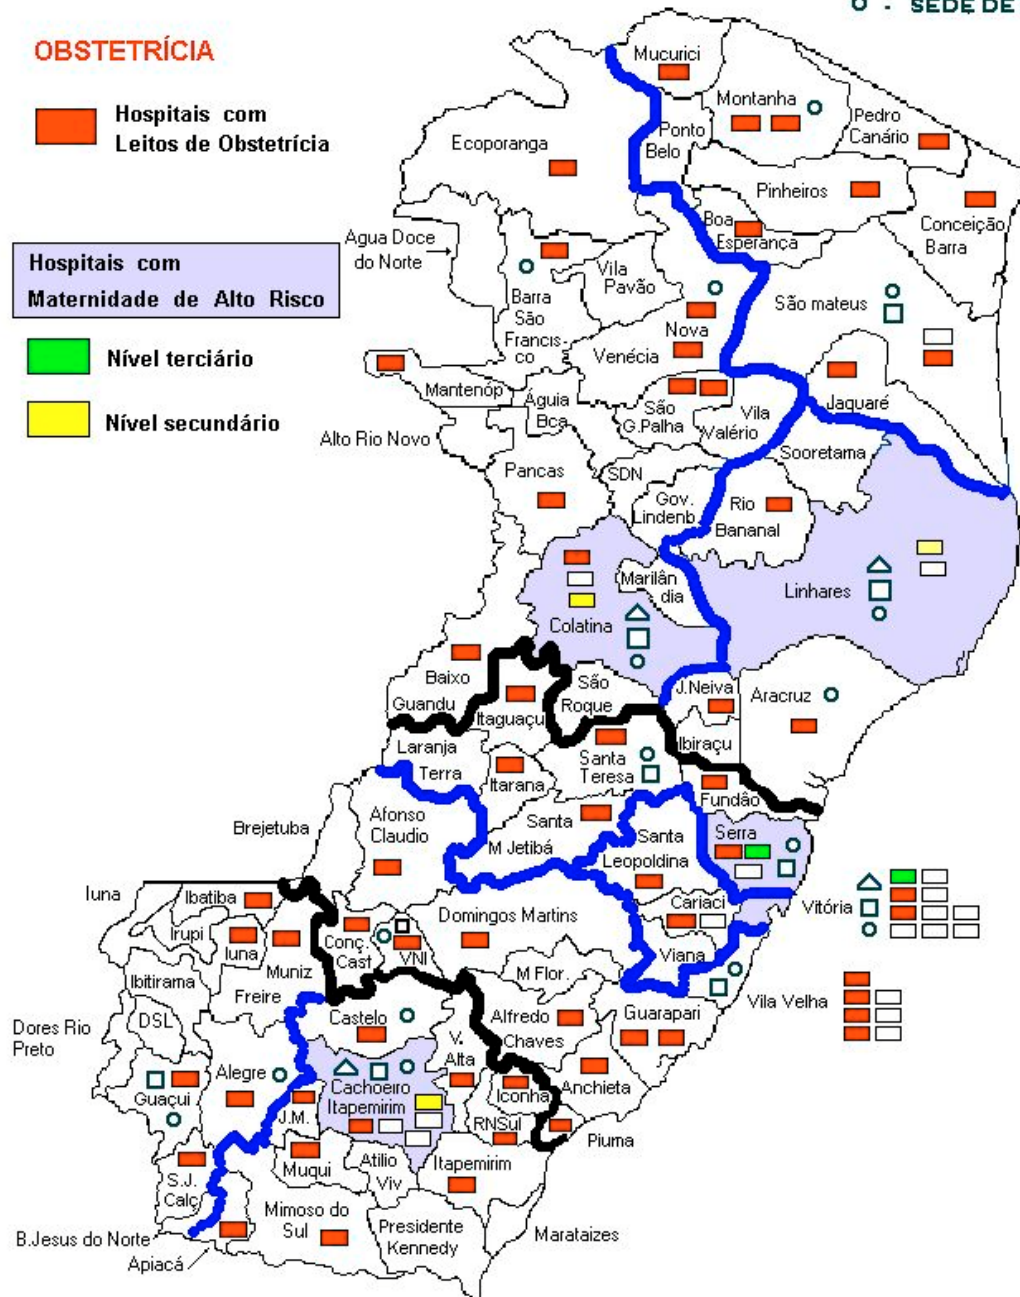 O - SEDE DE
OBSTETRÍCIA
Hospitais com
Leitos de Obstetrícia
Hospitais com
Maternidade de Alto Risco
Nível terciário
Nível secundário
Mucurici
Montanha
Pedro
Canário
Ponto
Belo
Ecoporanga
Pinheiros
Conceição
Barra
Boa
Esperança
Agua Doce
do Norte
Vila
Pavão
Barra
São
Francis-
co
São mateus
Nova
Venécia
Mantenóp
Águia
Bca
São
G.Palha
Vila
Valério
Jaquaré
Alto Rio Novo
Sooretama
Pancas
SDN
Gov.
Lindenb.
Rio
Bananal
Marilân
dia
Linhares
Colatina
Baixo
Guandu
Itaguaçu
São
Roque
J.Neiva
Aracruz
Ibiraçu
Laranja
Terra
Itarana
Santa
Teresa
Fundão
Brejetuba
Afonso
Claudio
Santa
M Jetibá
Santa
Leopoldina
Serra
Iuna
Ibatiba
Irupi
Iuna
Cariaci
Vitória
Domingos Martins
Conç.
Cast
VNI
Viana
Muniz
Freire
Ibitirama
M Flor.
Vila Velha
Dores Rio
Preto
DSL
Castelo
Alfredo
Chaves
Guarapari
V.
Alta
Guaçui
Alegre
Cachoeiro
Itapemirim
Iconha
Anchieta
J.M.
RNSul
Piuma
Muqui
Atilio
Viv
Itapemirim
S.J.
Calç
Mimoso do
Sul
Presidente
Kennedy
Marataizes
B.Jesus do Norte
Apiacá